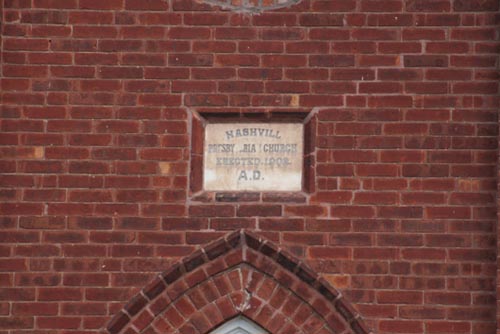 NASHVILL
CHURCH
ERECTED. 1908.
A.D.